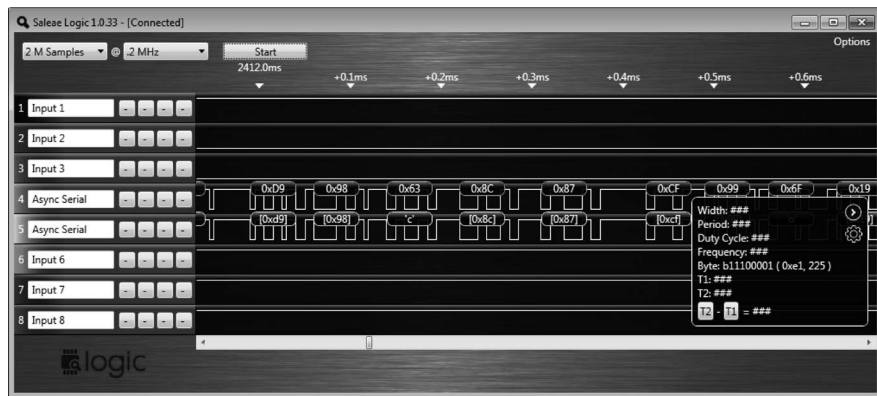 Saleae Logic 1.0.33 - [Connected]
2 M Samples @ .2 MHz Start Options
2412.0ms +0.1ms +0.2ms +0.3ms +0.4ms +0.5ms +0.6ms
1 Input 1 - - - -
2 Input 2 - - - -
3 Input 3 - - - -
4 Async Serial - - - - 0xD9 0x98 0x63 0x8C 0x87 0xCF 0x99 0x6F 0x19
5 Async Serial - - - - [0xd9] [0x98] 'c' [0x8c] [0x87] [0xcf]
Width: ###
Period: ###
Duty Cycle: ###
Frequency: ###
Byte: b11100001 ( 0xe1, 225 )
T1: ###
T2: ###
T2 - T1 = ###
6 Input 6 - - - -
7 Input 7 - - - -
8 Input 8 - - - -
logic